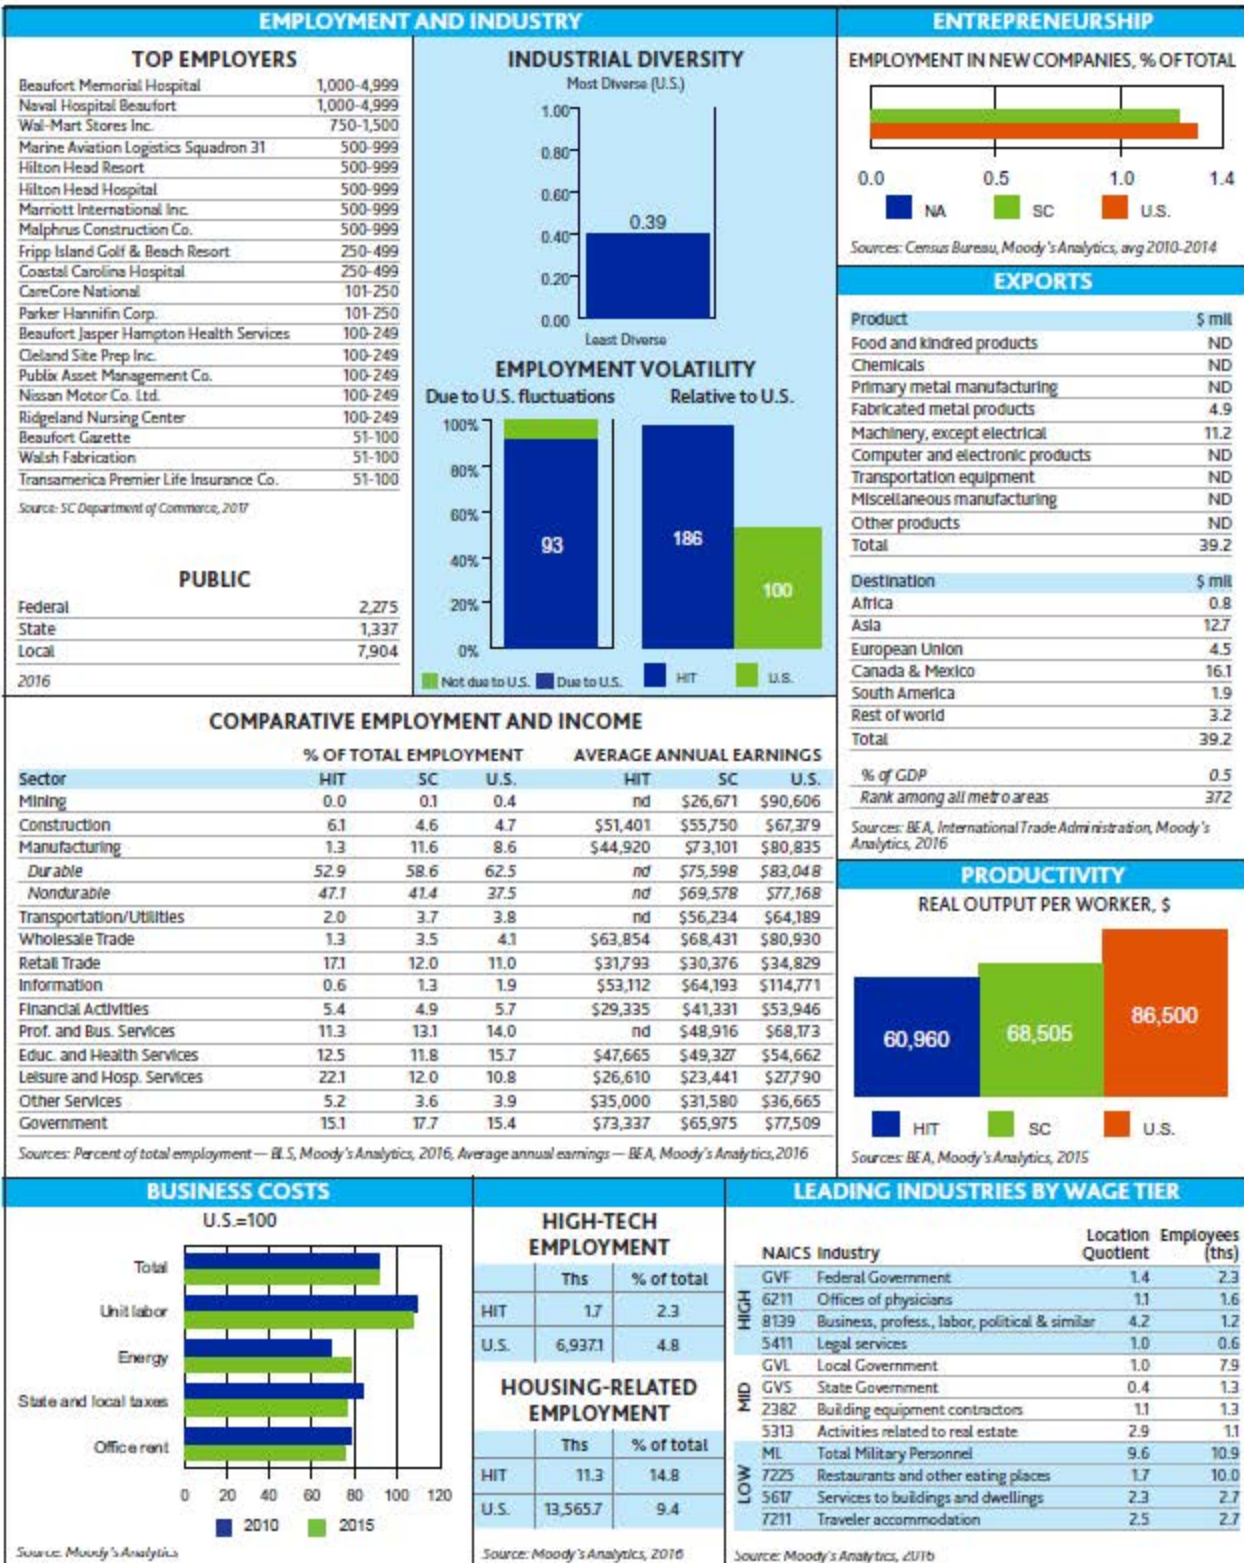 EMPLOYMENT AND INDUSTRY
TOP EMPLOYERS
Beaufort Memorial Hospital 1,000-4,999
Naval Hospital Beaufort 1,000-4,999
Wal-Mart Stores Inc. 750-1,500
Marine Aviation Logistics Squadron 31 500-999
Hilton Head Resort 500-999
Hilton Head Hospital 500-999
Marriott International Inc. 500-999
Malphrus Construction Co. 500-999
Fripp Island Golf & Beach Resort 250-499
Coastal Carolina Hospital 250-499
CareCore National 101-250
Parker Hannifin Corp. 101-250
Beaufort Jasper Hampton Health Services 100-249
Cleland Site Prep Inc. 100-249
Publix Asset Management Co. 100-249
Nissan Motor Co. Ltd. 100-249
Ridgeland Nursing Center 100-249
Beaufort Gazette 51-100
Walsh Fabrication 51-100
Transamerica Premier Life Insurance Co. 51-100
Source: SC Department of Commerce, 2017
PUBLIC
Federal 2,275
State 1,337
Local 7,904
2016
INDUSTRIAL DIVERSITY
Most Diverse (U.S.)
1.00
0.80
0.60
0.40
0.20
0.00
0.39
Least Diverse
EMPLOYMENT VOLATILITY
Due to U.S. fluctuations Relative to U.S.
100%
80%
60%
40%
20%
0%
93
186
100
Not due to U.S. Due to U.S. HIT U.S.
COMPARATIVE EMPLOYMENT AND INCOME
% OF TOTAL EMPLOYMENT AVERAGE ANNUAL EARNINGS
Sector HIT SC U.S. HIT SC U.S.
Mining 0.0 0.1 0.4 nd $26,671 $90,606
Construction 6.1 4.6 4.7 $51,401 $55,750 $67,379
Manufacturing 1.3 11.6 8.6 $44,920 $73,101 $80,835
Durable 52.9 58.6 62.5 nd $75,598 $83,048
Nondurable 47.1 41.4 37.5 nd $69,578 $77,168
Transportation/Utilities 2.0 3.7 3.8 nd $56,234 $64,189
Wholesale Trade 1.3 3.5 4.1 $63,854 $68,431 $80,930
Retail Trade 17.1 12.0 11.0 $31,793 $30,376 $34,829
Information 0.6 1.3 1.9 $53,112 $64,193 $114,771
Financial Activities 5.4 4.9 5.7 $29,335 $41,331 $53,946
Prof. and Bus. Services 11.3 13.1 14.0 nd $48,916 $68,173
Educ. and Health Services 12.5 11.8 15.7 $47,665 $49,327 $54,662
Leisure and Hosp. Services 22.1 12.0 10.8 $26,610 $23,441 $27,790
Other Services 5.2 3.6 3.9 $35,000 $31,580 $36,665
Government 15.1 17.7 15.4 $73,337 $65,975 $77,509
Sources: Percent of total employment — BLS, Moody's Analytics, 2016, Average annual earnings — BEA, Moody's Analytics, 2016
ENTREPRENEURSHIP
EMPLOYMENT IN NEW COMPANIES, % OF TOTAL
0.0 0.5 1.0 1.4
NA SC U.S.
Sources: Census Bureau, Moody's Analytics, avg 2010-2014
EXPORTS
Product $ mil
Food and kindred products ND
Chemicals ND
Primary metal manufacturing ND
Fabricated metal products 4.9
Machinery, except electrical 11.2
Computer and electronic products ND
Transportation equipment ND
Miscellaneous manufacturing ND
Other products ND
Total 39.2
Destination $ mil
Africa 0.8
Asia 12.7
European Union 4.5
Canada & Mexico 16.1
South America 1.9
Rest of world 3.2
Total 39.2
% of GDP 0.5
Rank among all metro areas 372
Sources: BEA, International Trade Administration, Moody's
Analytics, 2016
PRODUCTIVITY
REAL OUTPUT PER WORKER, $
60,960
68,505
86,500
HIT SC U.S.
Sources: BEA, Moody's Analytics, 2015
BUSINESS COSTS
U.S.=100
Total
Unit labor
Energy
State and local taxes
Office rent
0 20 40 60 80 100 120
2010 2015
Source: Moody's Analytics
HIGH-TECH
EMPLOYMENT
Ths % of total
HIT 1.7 2.3
U.S. 6,937.1 4.8
HOUSING-RELATED
EMPLOYMENT
Ths % of total
HIT 11.3 14.8
U.S. 13,565.7 9.4
Source: Moody's Analytics, 2016
LEADING INDUSTRIES BY WAGE TIER
Location Employees
NAICS Industry Quotient (ths)
HIGH
GVF Federal Government 1.4 2.3
6211 Offices of physicians 1.1 1.6
8139 Business, profess., labor, political & similar 4.2 1.2
5411 Legal services 1.0 0.6
MID
GVL Local Government 1.0 7.9
GVS State Government 0.4 1.3
2382 Building equipment contractors 1.1 1.3
5313 Activities related to real estate 2.9 1.1
LOW
ML Total Military Personnel 9.6 10.9
7225 Restaurants and other eating places 1.7 10.0
5617 Services to buildings and dwellings 2.3 2.7
7211 Traveler accommodation 2.5 2.7
Source: Moody's Analytics, 2016